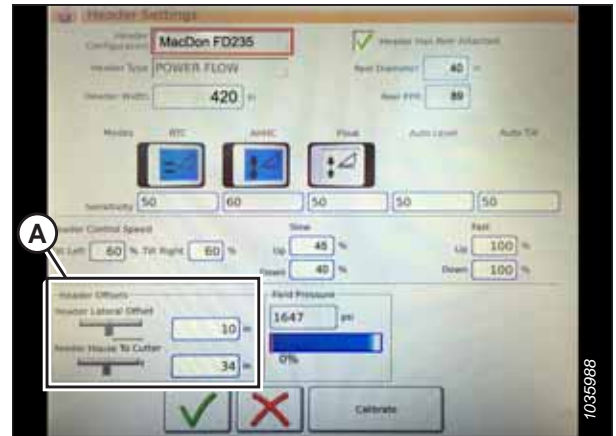 Header Settings
Header Configuration MacDon FD235
Header Has Reel Attached
Header Type POWER FLOW
Reel Diameter 40 in
Header Width 420 in
Reel PPR 89
Modes RTC AHHC Float Auto Level Auto Tilt
Sensitivity 50 60 50 50 50
A
Header Control Speed
Slow
Fast
Tilt Left 60 % Tilt Right 60 %
Up 45 %
Up 100 %
Down 40 %
Down 100 %
Header Offsets
Header Lateral Offset
10 in
Feeder House To Cutter
34 in
Field Pressure
1647 psi
0%
Calibrate
1035988